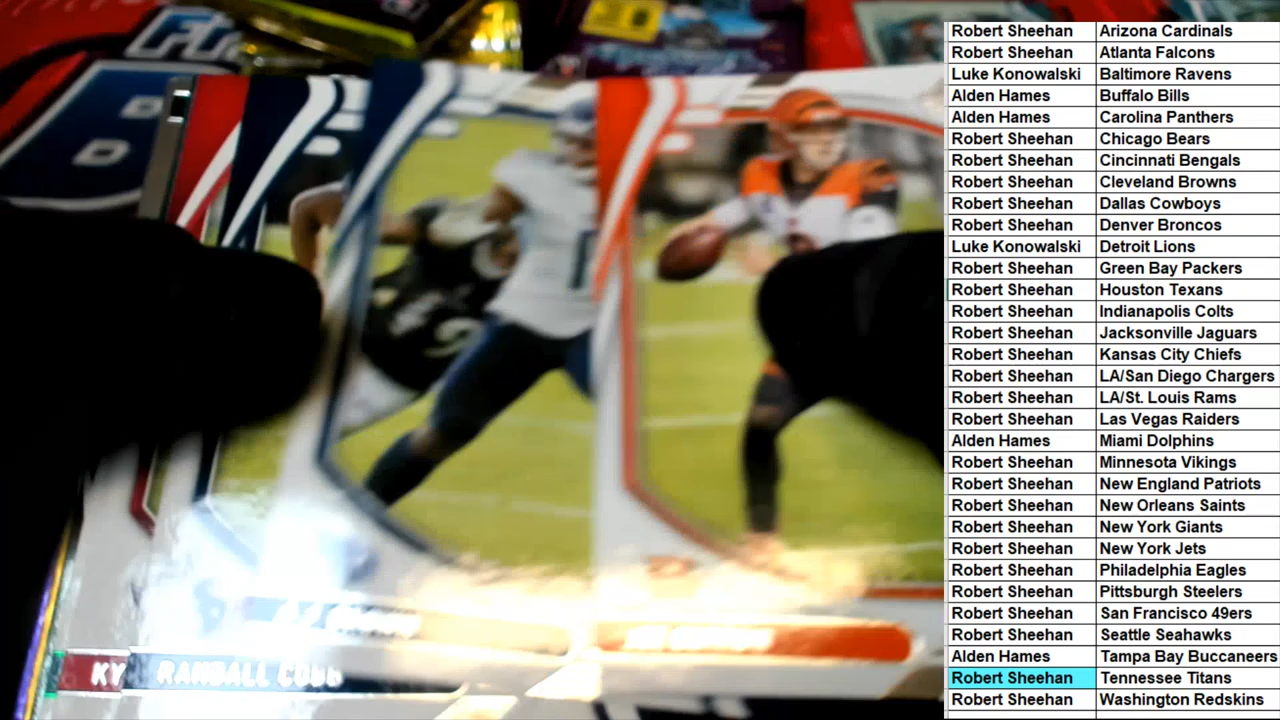 Robert Sheehan Arizona Cardinals
Robert Sheehan Atlanta Falcons
Luke Konowalski Baltimore Ravens
Alden Hames Buffalo Bills
Alden Hames Carolina Panthers
Robert Sheehan Chicago Bears
Robert Sheehan Cincinnati Bengals
Robert Sheehan Cleveland Browns
Robert Sheehan Dallas Cowboys
Robert Sheehan Denver Broncos
Luke Konowalski Detroit Lions
Robert Sheehan Green Bay Packers
Robert Sheehan Houston Texans
Robert Sheehan Indianapolis Colts
Robert Sheehan Jacksonville Jaguars
Robert Sheehan Kansas City Chiefs
Robert Sheehan LA/San Diego Chargers
Robert Sheehan LA/St. Louis Rams
Robert Sheehan Las Vegas Raiders
Alden Hames Miami Dolphins
Robert Sheehan Minnesota Vikings
Robert Sheehan New England Patriots
Robert Sheehan New Orleans Saints
Robert Sheehan New York Giants
Robert Sheehan New York Jets
Robert Sheehan Philadelphia Eagles
Robert Sheehan Pittsburgh Steelers
Robert Sheehan San Francisco 49ers
Robert Sheehan Seattle Seahawks
Alden Hames Tampa Bay Buccaneers
Robert Sheehan Tennessee Titans
Robert Sheehan Washington Redskins
KY RANDALL COBB